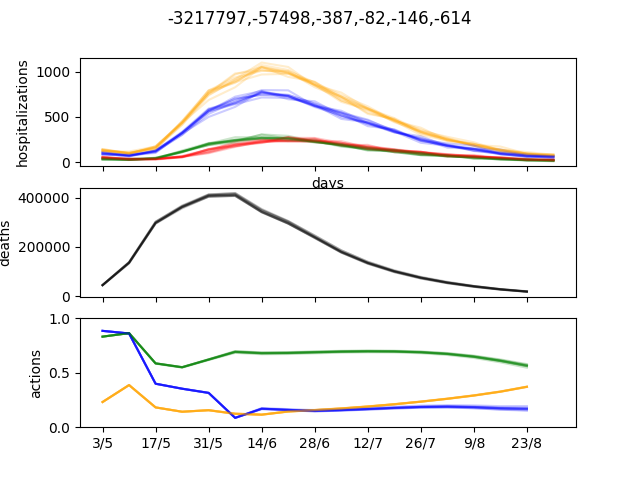 -3217797,-57498,-387,-82,-146,-614
hospitalizations
1000
500
0
days
deaths
400000
200000
0
actions
1.0
0.5
0.0
3/5 17/5 31/5 14/6 28/6 12/7 26/7 9/8 23/8